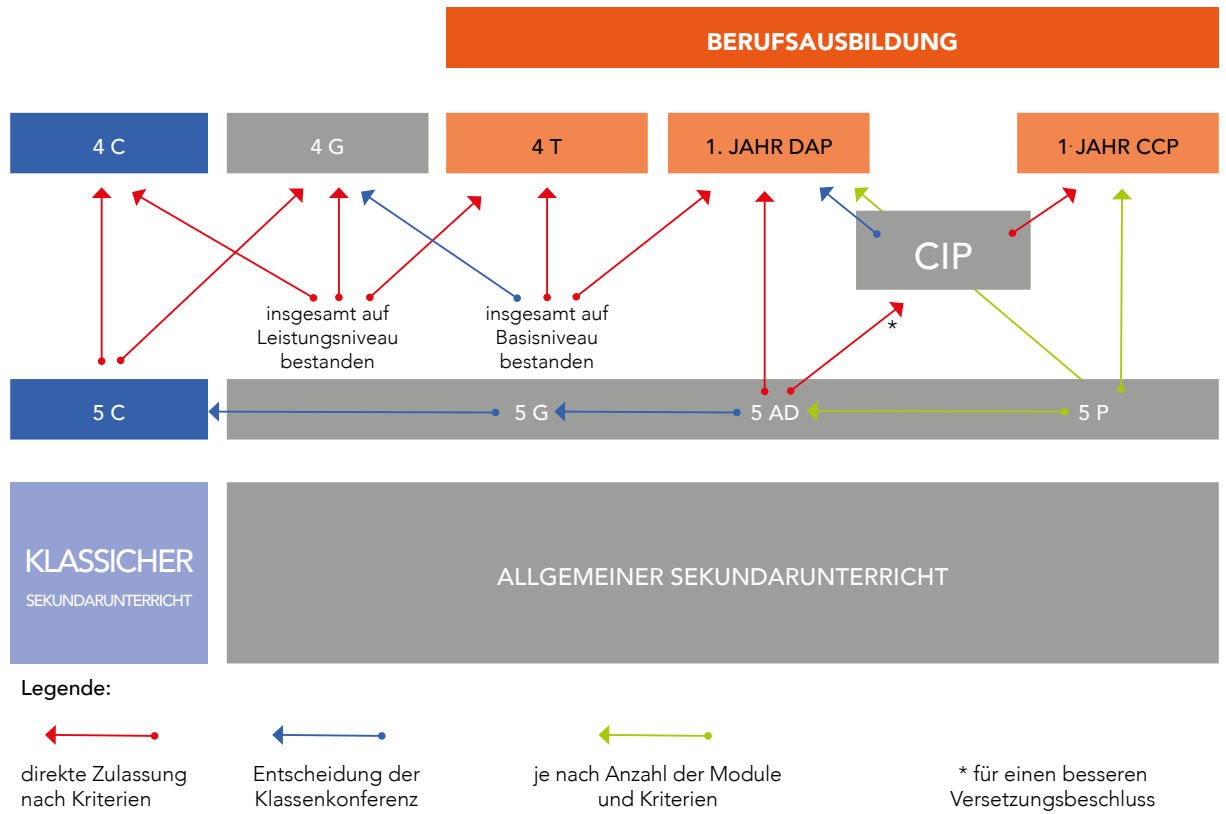 BERUFSAUSBILDUNG
4 C
4 G
4 T
1. JAHR DAP
1. JAHR CCP
CIP
insgesamt auf
Leistungsniveau
bestanden
insgesamt auf
Basisniveau
bestanden
*
5 C
5 G
5 AD
5 P
KLASSICHER
SEKUNDARUNTERRICHT
ALLGEMEINER SEKUNDARUNTERRICHT
Legende:
direkte Zulassung
nach Kriterien
Entscheidung der
Klassenkonferenz
je nach Anzahl der Module
und Kriterien
* für einen besseren
Versetzungsbeschluss